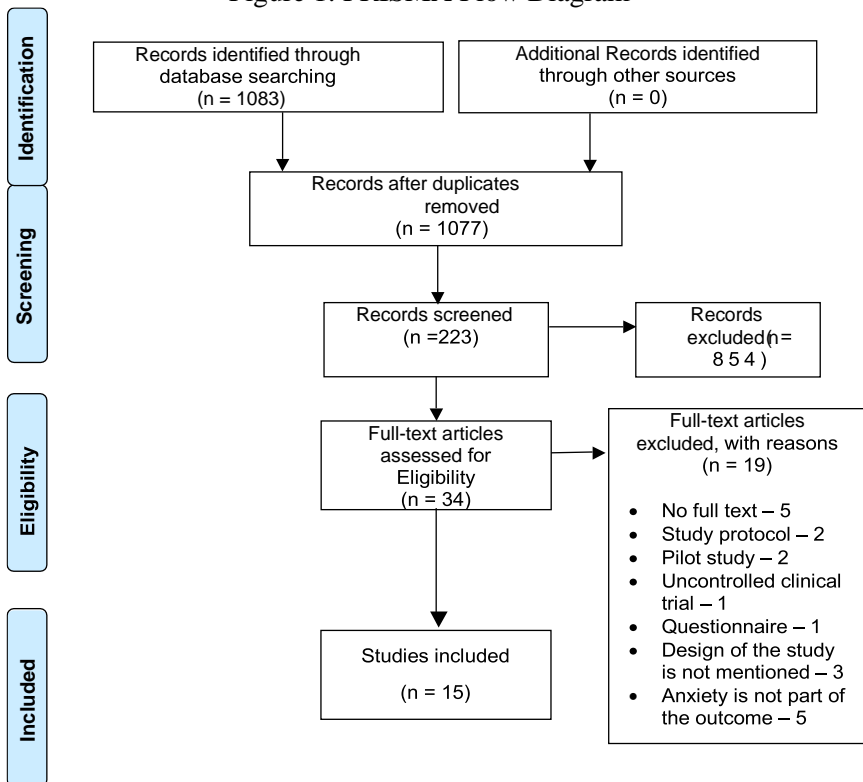 Figure 1. PRISMA Flow Diagram
Identification
Records identified through
database searching
(n = 1083)
Additional Records identified
through other sources
(n = 0)
Screening
Records after duplicates
removed
(n = 1077)
Records screened
(n =223)
Records
excluded(n =
8 5 4 )
Eligibility
Full-text articles
assessed for
Eligibility
(n = 34)
Full-text articles
excluded, with reasons
(n = 19)
• No full text – 5
• Study protocol – 2
• Pilot study – 2
• Uncontrolled clinical
trial – 1
• Questionnaire – 1
• Design of the study
is not mentioned – 3
• Anxiety is not part of
the outcome – 5
Included
Studies included
(n = 15)